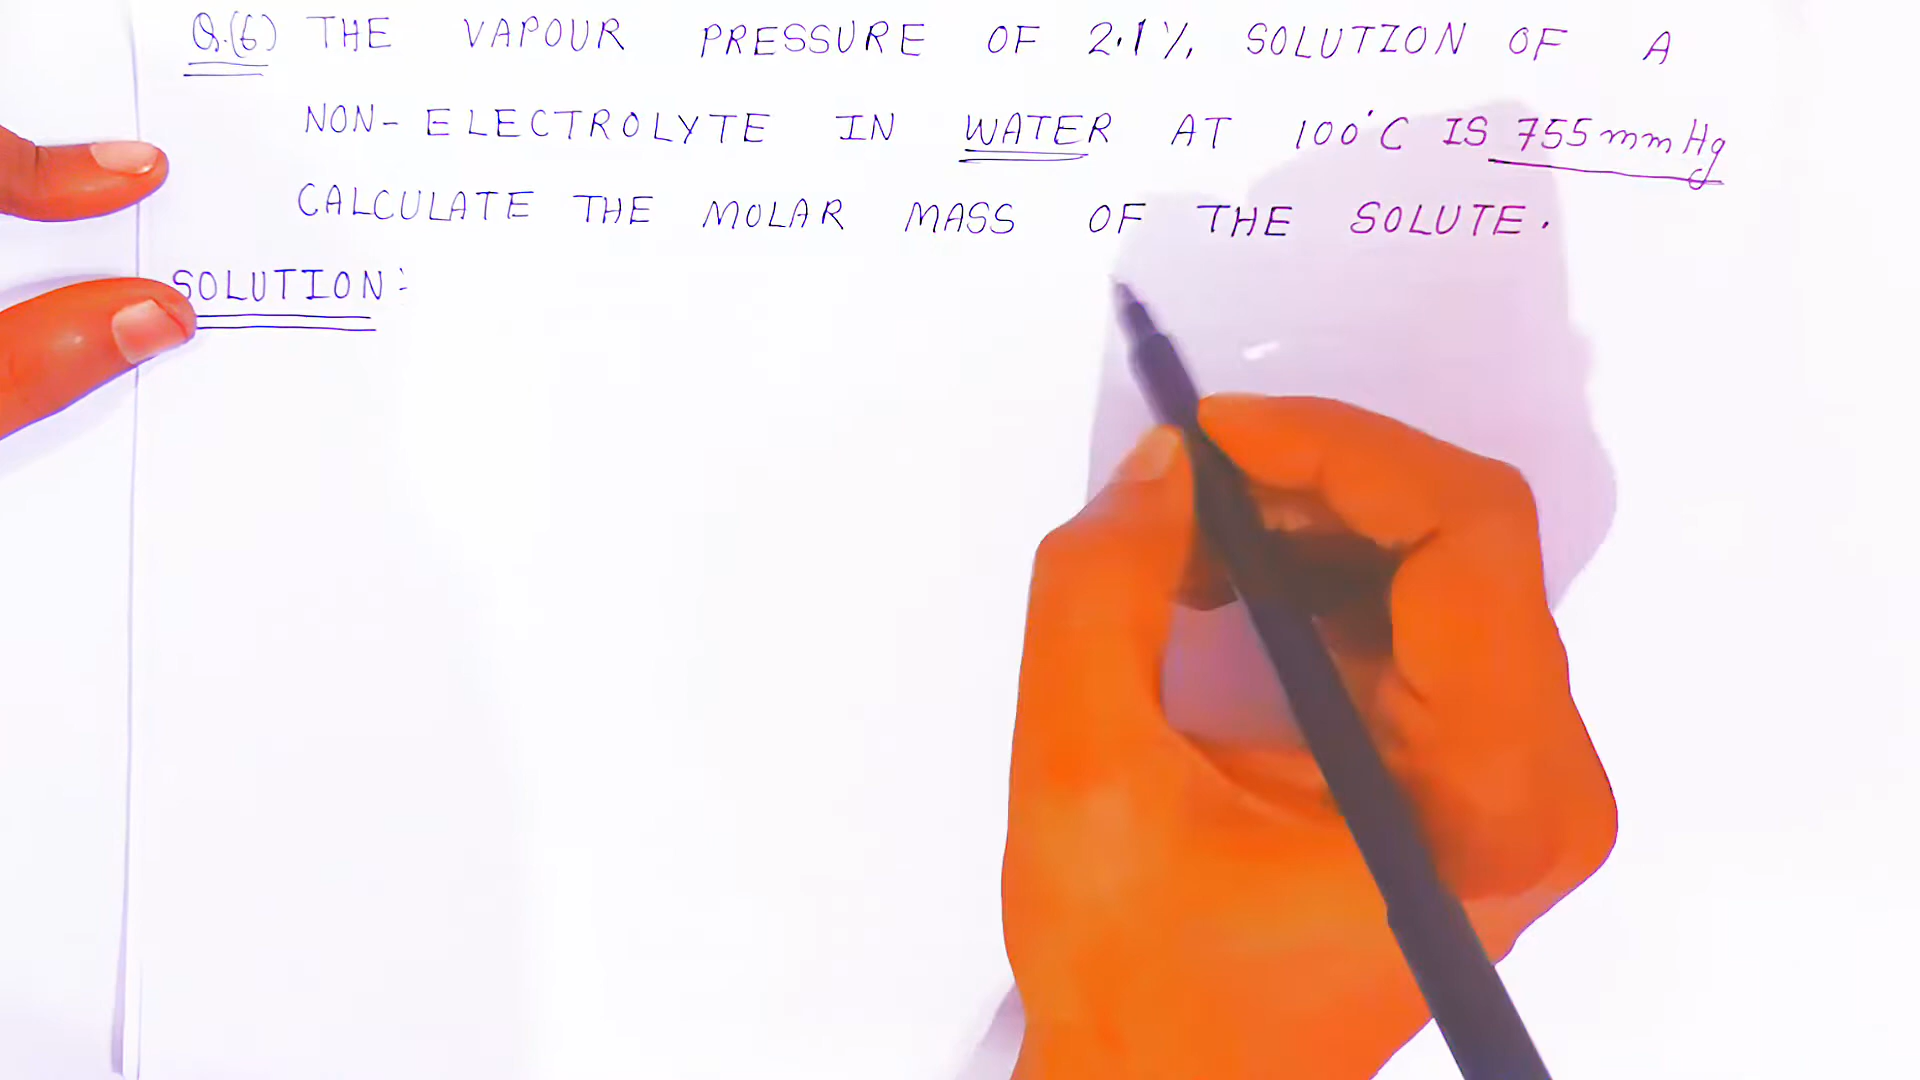 Q.(6) THE VAPOUR PRESSURE OF 2.1%. SOLUTION OF A
NON-ELECTROLYTE IN WATER AT 100°C IS 755 mm Hg
CALCULATE THE MOLAR MASS OF THE SOLUTE.
SOLUTION: